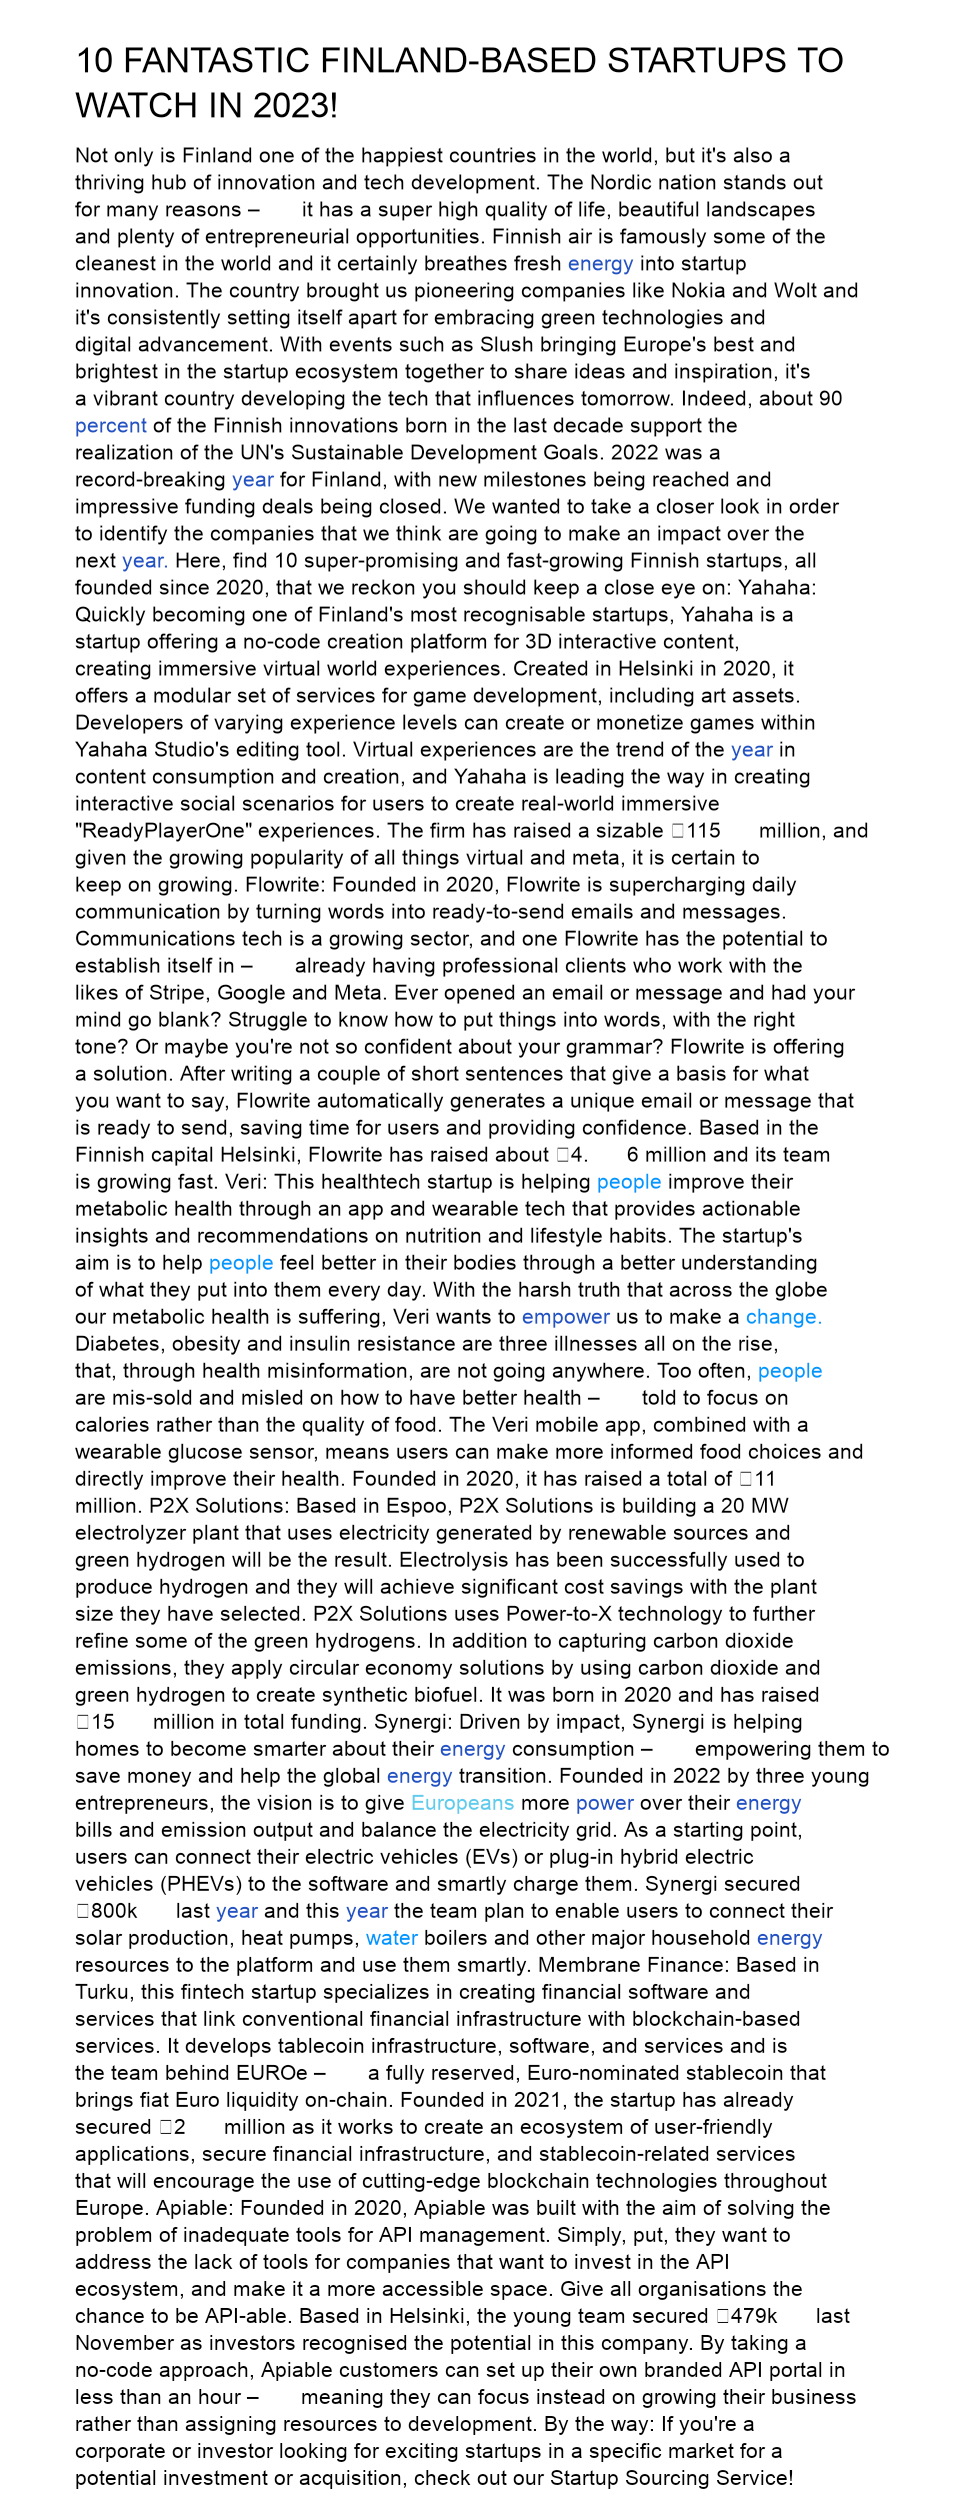 10 FANTASTIC FINLAND-BASED STARTUPS TO
WATCH IN 2023!
Not only is Finland one of the happiest countries in the world, but it's also a
thriving hub of innovation and tech development. The Nordic nation stands out
for many reasons – it has a super high quality of life, beautiful landscapes
and plenty of entrepreneurial opportunities. Finnish air is famously some of the
cleanest in the world and it certainly breathes fresh energy into startup
innovation. The country brought us pioneering companies like Nokia and Wolt and
it's consistently setting itself apart for embracing green technologies and
digital advancement. With events such as Slush bringing Europe's best and
brightest in the startup ecosystem together to share ideas and inspiration, it's
a vibrant country developing the tech that influences tomorrow. Indeed, about 90
percent of the Finnish innovations born in the last decade support the
realization of the UN's Sustainable Development Goals. 2022 was a
record-breaking year for Finland, with new milestones being reached and
impressive funding deals being closed. We wanted to take a closer look in order
to identify the companies that we think are going to make an impact over the
next year. Here, find 10 super-promising and fast-growing Finnish startups, all
founded since 2020, that we reckon you should keep a close eye on: Yahaha:
Quickly becoming one of Finland's most recognisable startups, Yahaha is a
startup offering a no-code creation platform for 3D interactive content,
creating immersive virtual world experiences. Created in Helsinki in 2020, it
offers a modular set of services for game development, including art assets.
Developers of varying experience levels can create or monetize games within
Yahaha Studio's editing tool. Virtual experiences are the trend of the year in
content consumption and creation, and Yahaha is leading the way in creating
interactive social scenarios for users to create real-world immersive
"ReadyPlayerOne" experiences. The firm has raised a sizable □115 million, and
given the growing popularity of all things virtual and meta, it is certain to
keep on growing. Flowrite: Founded in 2020, Flowrite is supercharging daily
communication by turning words into ready-to-send emails and messages.
Communications tech is a growing sector, and one Flowrite has the potential to
establish itself in – already having professional clients who work with the
likes of Stripe, Google and Meta. Ever opened an email or message and had your
mind go blank? Struggle to know how to put things into words, with the right
tone? Or maybe you're not so confident about your grammar? Flowrite is offering
a solution. After writing a couple of short sentences that give a basis for what
you want to say, Flowrite automatically generates a unique email or message that
is ready to send, saving time for users and providing confidence. Based in the
Finnish capital Helsinki, Flowrite has raised about □4. 6 million and its team
is growing fast. Veri: This healthtech startup is helping people improve their
metabolic health through an app and wearable tech that provides actionable
insights and recommendations on nutrition and lifestyle habits. The startup's
aim is to help people feel better in their bodies through a better understanding
of what they put into them every day. With the harsh truth that across the globe
our metabolic health is suffering, Veri wants to empower us to make a change.
Diabetes, obesity and insulin resistance are three illnesses all on the rise,
that, through health misinformation, are not going anywhere. Too often, people
are mis-sold and misled on how to have better health – told to focus on
calories rather than the quality of food. The Veri mobile app, combined with a
wearable glucose sensor, means users can make more informed food choices and
directly improve their health. Founded in 2020, it has raised a total of □11
million. P2X Solutions: Based in Espoo, P2X Solutions is building a 20 MW
electrolyzer plant that uses electricity generated by renewable sources and
green hydrogen will be the result. Electrolysis has been successfully used to
produce hydrogen and they will achieve significant cost savings with the plant
size they have selected. P2X Solutions uses Power-to-X technology to further
refine some of the green hydrogens. In addition to capturing carbon dioxide
emissions, they apply circular economy solutions by using carbon dioxide and
green hydrogen to create synthetic biofuel. It was born in 2020 and has raised
□15 million in total funding. Synergi: Driven by impact, Synergi is helping
homes to become smarter about their energy consumption – empowering them to
save money and help the global energy transition. Founded in 2022 by three young
entrepreneurs, the vision is to give Europeans more power over their energy
bills and emission output and balance the electricity grid. As a starting point,
users can connect their electric vehicles (EVs) or plug-in hybrid electric
vehicles (PHEVs) to the software and smartly charge them. Synergi secured
□800k last year and this year the team plan to enable users to connect their
solar production, heat pumps, water boilers and other major household energy
resources to the platform and use them smartly. Membrane Finance: Based in
Turku, this fintech startup specializes in creating financial software and
services that link conventional financial infrastructure with blockchain-based
services. It develops tablecoin infrastructure, software, and services and is
the team behind EUROe – a fully reserved, Euro-nominated stablecoin that
brings fiat Euro liquidity on-chain. Founded in 2021, the startup has already
secured □2 million as it works to create an ecosystem of user-friendly
applications, secure financial infrastructure, and stablecoin-related services
that will encourage the use of cutting-edge blockchain technologies throughout
Europe. Apiable: Founded in 2020, Apiable was built with the aim of solving the
problem of inadequate tools for API management. Simply, put, they want to
address the lack of tools for companies that want to invest in the API
ecosystem, and make it a more accessible space. Give all organisations the
chance to be API-able. Based in Helsinki, the young team secured □479k last
November as investors recognised the potential in this company. By taking a
no-code approach, Apiable customers can set up their own branded API portal in
less than an hour – meaning they can focus instead on growing their business
rather than assigning resources to development. By the way: If you're a
corporate or investor looking for exciting startups in a specific market for a
potential investment or acquisition, check out our Startup Sourcing Service!